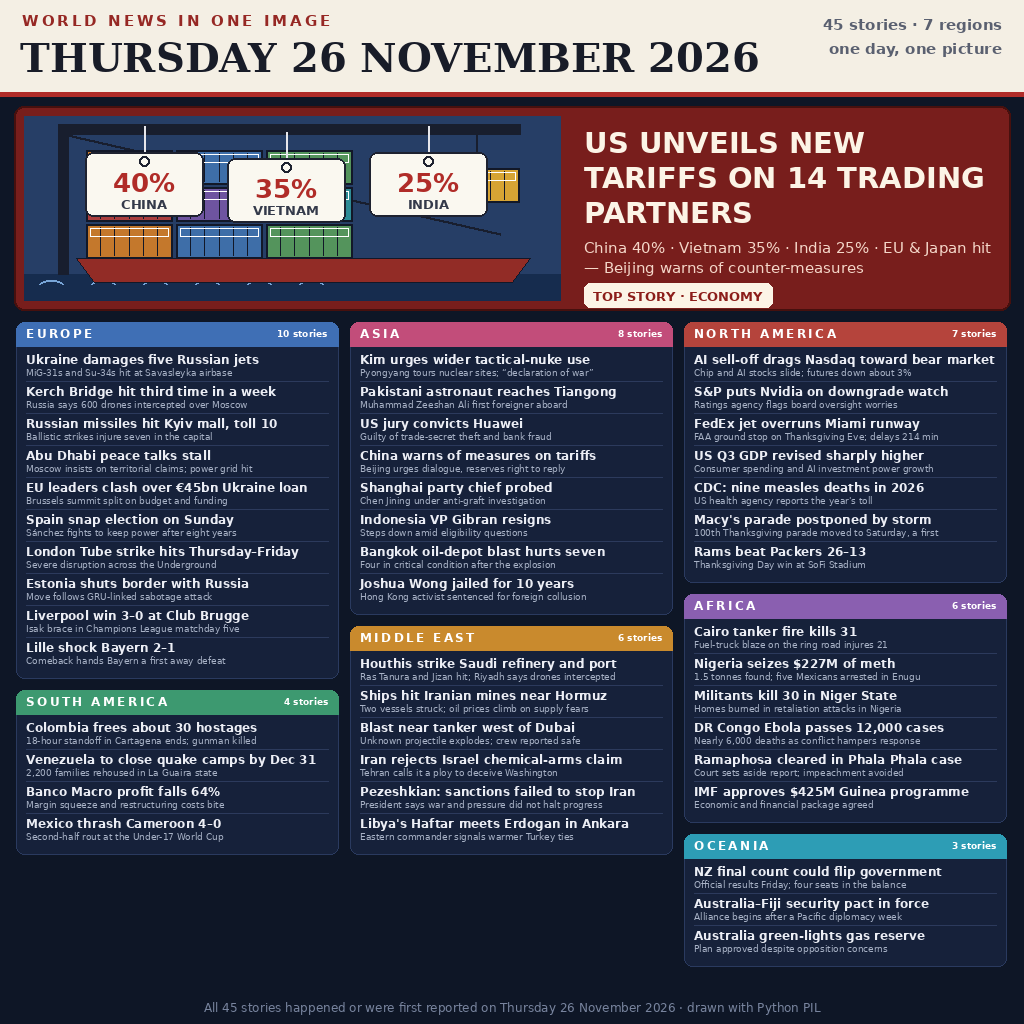 WORLD NEWS IN ONE IMAGE
THURSDAY 26 NOVEMBER 2026
45 stories · 7 regions
one day, one picture
40%
CHINA
35%
VIETNAM
25%
INDIA
US UNVEILS NEW
TARIFFS ON 14 TRADING
PARTNERS
China 40% · Vietnam 35% · India 25% · EU & Japan hit
— Beijing warns of counter-measures
TOP STORY · ECONOMY
EUROPE
10 stories
Ukraine damages five Russian jets
MiG-31s and Su-34s hit at Savasleyka airbase
Kerch Bridge hit third time in a week
Russia says 600 drones intercepted over Moscow
Russian missiles hit Kyiv mall, toll 10
Ballistic strikes injure seven in the capital
Abu Dhabi peace talks stall
Moscow insists on territorial claims; power grid hit
EU leaders clash over €45bn Ukraine loan
Brussels summit split on budget and funding
Spain snap election on Sunday
Sánchez fights to keep power after eight years
London Tube strike hits Thursday–Friday
Severe disruption across the Underground
Estonia shuts border with Russia
Move follows GRU-linked sabotage attack
Liverpool win 3–0 at Club Brugge
Isak brace in Champions League matchday five
Lille shock Bayern 2–1
Comeback hands Bayern a first away defeat
SOUTH AMERICA
4 stories
Colombia frees about 30 hostages
18-hour standoff in Cartagena ends; gunman killed
Venezuela to close quake camps by Dec 31
2,200 families rehoused in La Guaira state
Banco Macro profit falls 64%
Margin squeeze and restructuring costs bite
Mexico thrash Cameroon 4–0
Second-half rout at the Under-17 World Cup
ASIA
8 stories
Kim urges wider tactical-nuke use
Pyongyang tours nuclear sites; “declaration of war”
Pakistani astronaut reaches Tiangong
Muhammad Zeeshan Ali first foreigner aboard
US jury convicts Huawei
Guilty of trade-secret theft and bank fraud
China warns of measures on tariffs
Beijing urges dialogue, reserves right to reply
Shanghai party chief probed
Chen Jining under anti-graft investigation
Indonesia VP Gibran resigns
Steps down amid eligibility questions
Bangkok oil-depot blast hurts seven
Four in critical condition after the explosion
Joshua Wong jailed for 10 years
Hong Kong activist sentenced for foreign collusion
MIDDLE EAST
6 stories
Houthis strike Saudi refinery and port
Ras Tanura and Jizan hit; Riyadh says drones intercepted
Ships hit Iranian mines near Hormuz
Two vessels struck; oil prices climb on supply fears
Blast near tanker west of Dubai
Unknown projectile explodes; crew reported safe
Iran rejects Israel chemical-arms claim
Tehran calls it a ploy to deceive Washington
Pezeshkian: sanctions failed to stop Iran
President says war and pressure did not halt progress
Libya's Haftar meets Erdogan in Ankara
Eastern commander signals warmer Turkey ties
NORTH AMERICA
7 stories
AI sell-off drags Nasdaq toward bear market
Chip and AI stocks slide; futures down about 3%
S&P puts Nvidia on downgrade watch
Ratings agency flags board oversight worries
FedEx jet overruns Miami runway
FAA ground stop on Thanksgiving Eve; delays 214 min
US Q3 GDP revised sharply higher
Consumer spending and AI investment power growth
CDC: nine measles deaths in 2026
US health agency reports the year's toll
Macy's parade postponed by storm
100th Thanksgiving parade moved to Saturday, a first
Rams beat Packers 26–13
Thanksgiving Day win at SoFi Stadium
AFRICA
6 stories
Cairo tanker fire kills 31
Fuel-truck blaze on the ring road injures 21
Nigeria seizes $227M of meth
1.5 tonnes found; five Mexicans arrested in Enugu
Militants kill 30 in Niger State
Homes burned in retaliation attacks in Nigeria
DR Congo Ebola passes 12,000 cases
Nearly 6,000 deaths as conflict hampers response
Ramaphosa cleared in Phala Phala case
Court sets aside report; impeachment avoided
IMF approves $425M Guinea programme
Economic and financial package agreed
OCEANIA
3 stories
NZ final count could flip government
Official results Friday; four seats in the balance
Australia–Fiji security pact in force
Alliance begins after a Pacific diplomacy week
Australia green-lights gas reserve
Plan approved despite opposition concerns
All 45 stories happened or were first reported on Thursday 26 November 2026 · drawn with Python PIL